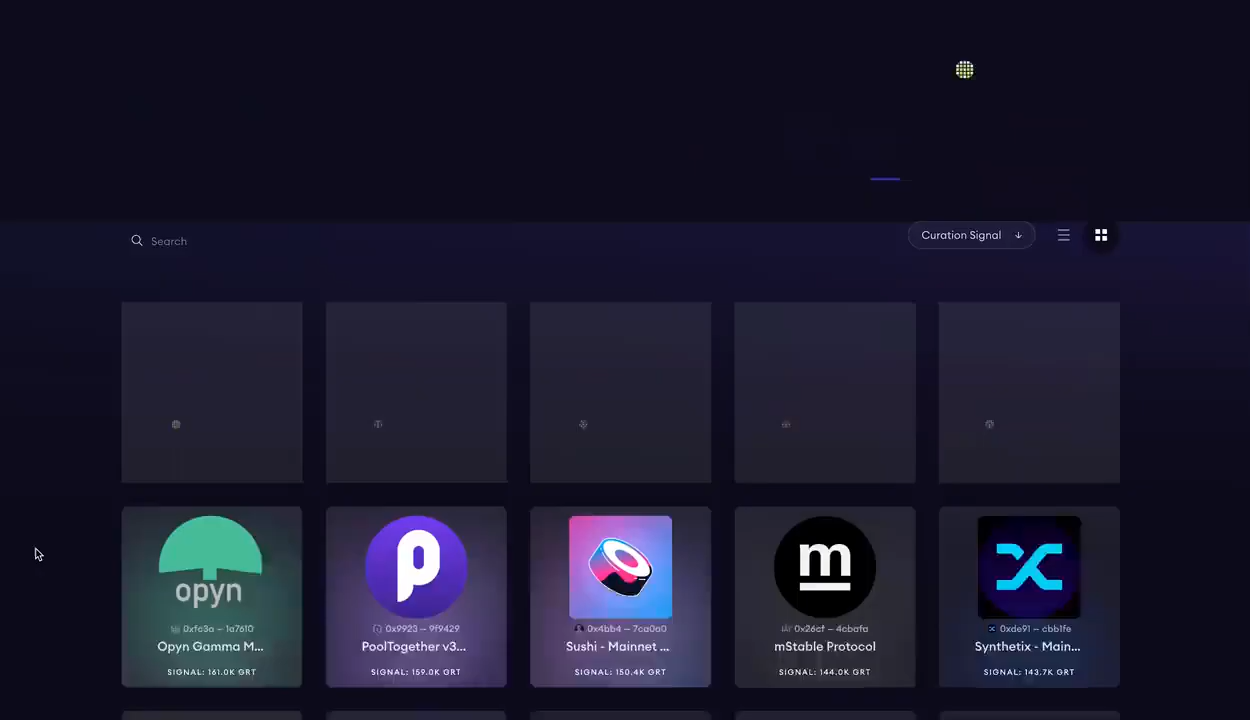 Search
Curation Signal ↓
opyn
0xfc3a – 1a7610
Opyn Gamma M...
SIGNAL: 161.0K GRT
0x9923 – 9f9429
PoolTogether v3...
SIGNAL: 159.0K GRT
0x4bb4 – 7ca0a0
Sushi - Mainnet ...
SIGNAL: 150.4K GRT
m
0x26cf – 4cbafa
mStable Protocol
SIGNAL: 144.0K GRT
0xde91 – cbb1fe
Synthetix - Main...
SIGNAL: 143.7K GRT